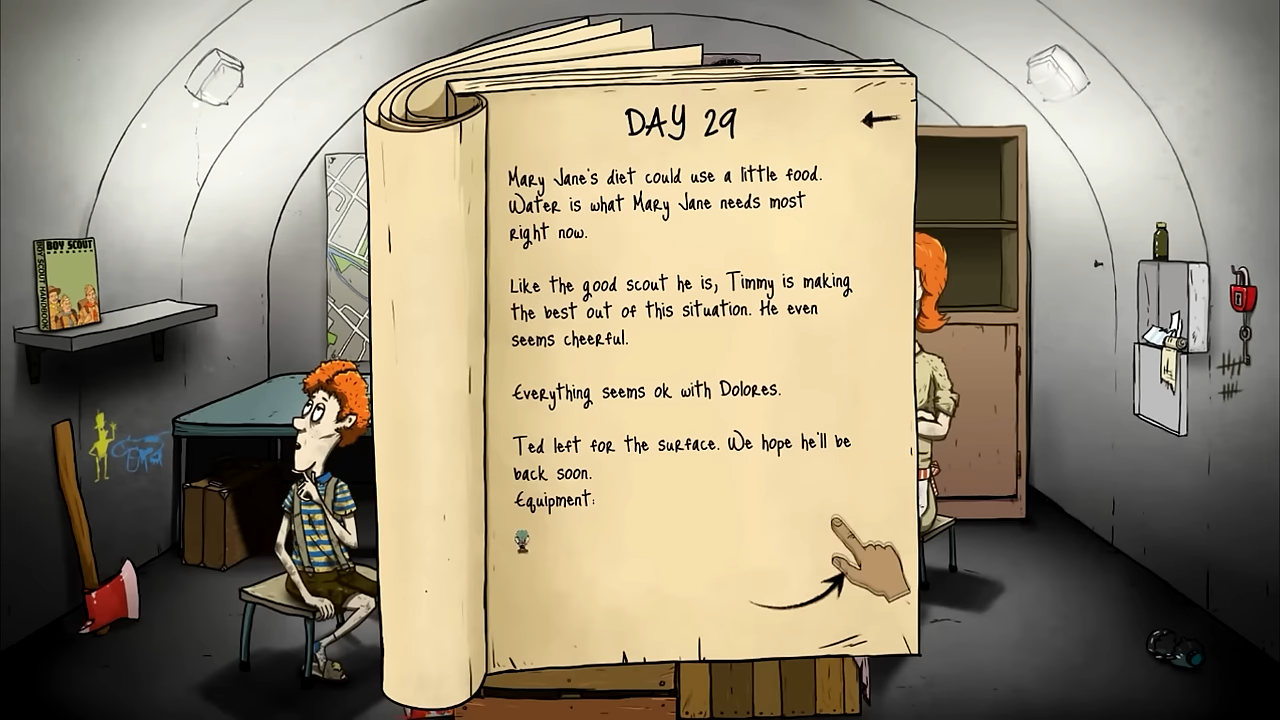 BOY SCOUT
BOY SCOUT HANDBOOK
DAY 29
Mary Jane's diet could use a little food.
Water is what Mary Jane needs most
right now.
Like the good scout he is, Timmy is making
the best out of this situation. He even
seems cheerful.
Everything seems ok with Dolores.
Ted left for the surface. We hope he'll be
back soon.
Equipment: